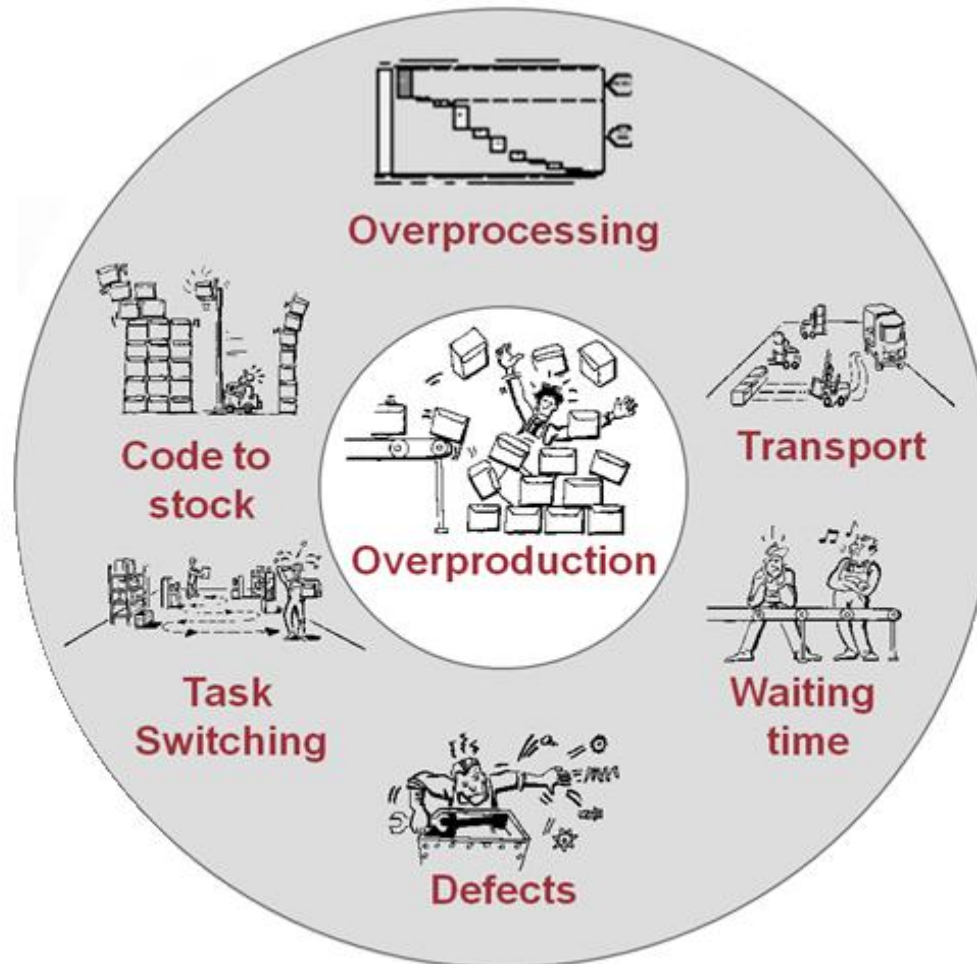 Overprocessing
Code to
stock
Transport
Overproduction
Task
Switching
Waiting
time
Defects